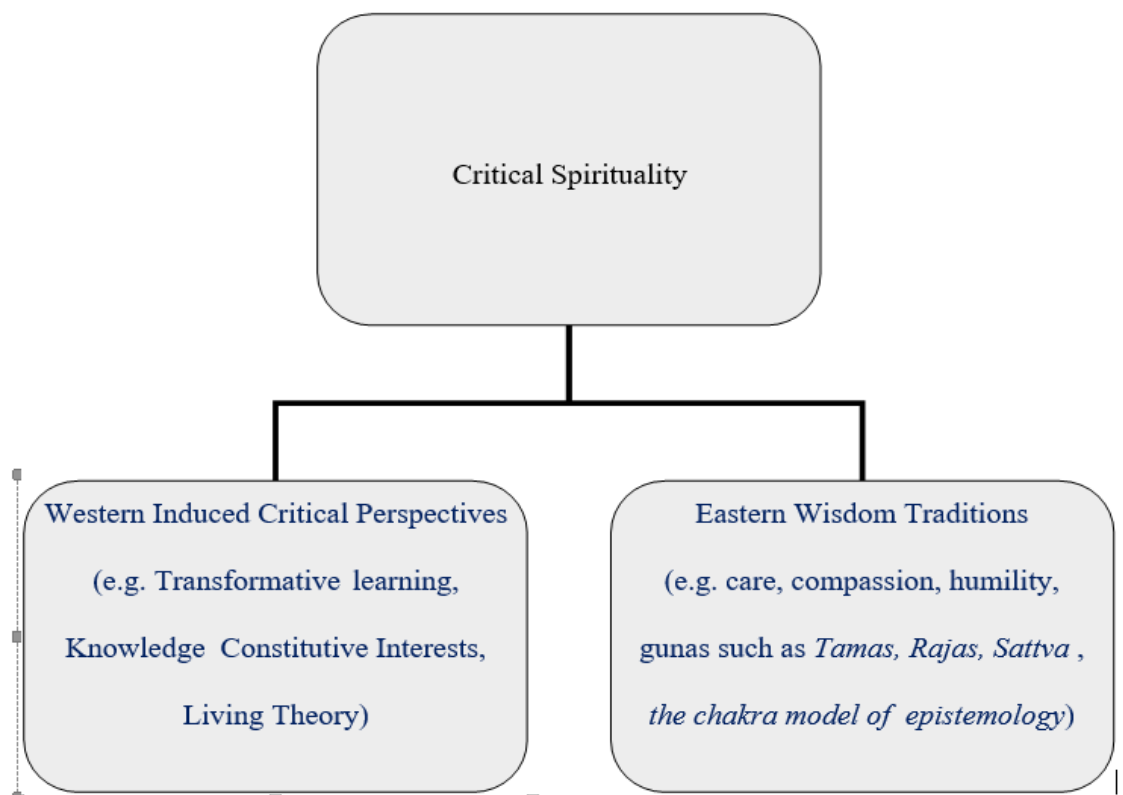 Critical Spirituality
Western Induced Critical Perspectives
(e.g. Transformative learning,
Knowledge Constitutive Interests,
Living Theory)
Eastern Wisdom Traditions
(e.g. care, compassion, humility,
gunas such as Tamas, Rajas, Sattva ,
the chakra model of epistemology)